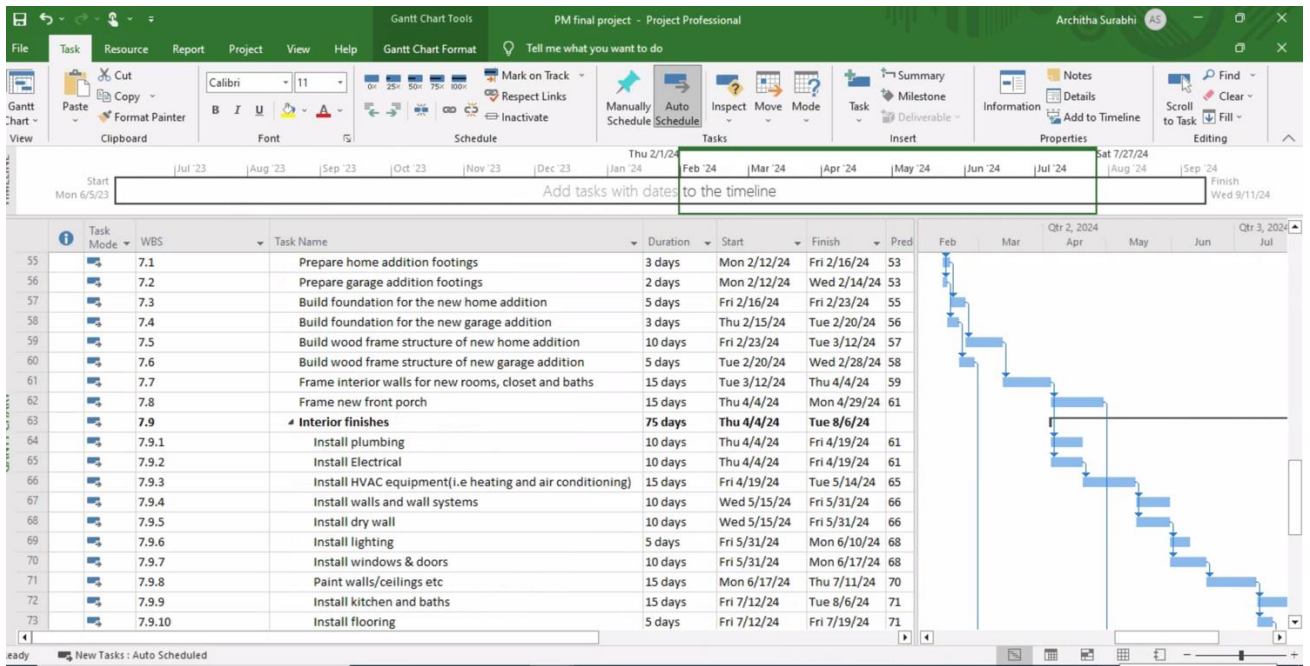 Gantt Chart Tools
PM final project - Project Professional
Architha Surabhi AS
File Task Resource Report Project View Help Gantt Chart Format Tell me what you want to do
Gantt Chart
View
Paste
Cut
Copy
Format Painter
Clipboard
Calibri 11
B I U A
Font
0x 25x 50x 75x 100x
Mark on Track
Respect Links
Inactivate
Schedule
Manually Schedule
Auto Schedule
Inspect Move Mode
Tasks
Task
Summary
Milestone
Deliverable
Insert
Information
Notes
Details
Add to Timeline
Properties
Scroll to Task
Find
Clear
Fill
Editing
Thu 2/1/24 Sat 7/27/24
Jul '23 Aug '23 Sep '23 Oct '23 Nov '23 Dec '23 Jan '24 Feb '24 Mar '24 Apr '24 May '24 Jun '24 Jul '24 Aug '24 Sep '24
Start
Mon 6/5/23
Add tasks with dates to the timeline
Finish
Wed 9/11/24
Task Mode WBS Task Name Duration Start Finish Pred
Qtr 2, 2024 Qtr 3, 2024
Feb Mar Apr May Jun Jul
55 7.1 Prepare home addition footings 3 days Mon 2/12/24 Fri 2/16/24 53
56 7.2 Prepare garage addition footings 2 days Mon 2/12/24 Wed 2/14/24 53
57 7.3 Build foundation for the new home addition 5 days Fri 2/16/24 Fri 2/23/24 55
58 7.4 Build foundation for the new garage addition 3 days Thu 2/15/24 Tue 2/20/24 56
59 7.5 Build wood frame structure of new home addition 10 days Fri 2/23/24 Tue 3/12/24 57
60 7.6 Build wood frame structure of new garage addition 5 days Tue 2/20/24 Wed 2/28/24 58
61 7.7 Frame interior walls for new rooms, closet and baths 15 days Tue 3/12/24 Thu 4/4/24 59
62 7.8 Frame new front porch 15 days Thu 4/4/24 Mon 4/29/24 61
63 7.9 Interior finishes 75 days Thu 4/4/24 Tue 8/6/24
64 7.9.1 Install plumbing 10 days Thu 4/4/24 Fri 4/19/24 61
65 7.9.2 Install Electrical 10 days Thu 4/4/24 Fri 4/19/24 61
66 7.9.3 Install HVAC equipment(i.e heating and air conditioning) 15 days Fri 4/19/24 Tue 5/14/24 65
67 7.9.4 Install walls and wall systems 10 days Wed 5/15/24 Fri 5/31/24 66
68 7.9.5 Install dry wall 10 days Wed 5/15/24 Fri 5/31/24 66
69 7.9.6 Install lighting 5 days Fri 5/31/24 Mon 6/10/24 68
70 7.9.7 Install windows & doors 10 days Fri 5/31/24 Mon 6/17/24 68
71 7.9.8 Paint walls/ceilings etc 15 days Mon 6/17/24 Thu 7/11/24 70
72 7.9.9 Install kitchen and baths 15 days Fri 7/12/24 Tue 8/6/24 71
73 7.9.10 Install flooring 5 days Fri 7/12/24 Fri 7/19/24 71
eady New Tasks : Auto Scheduled